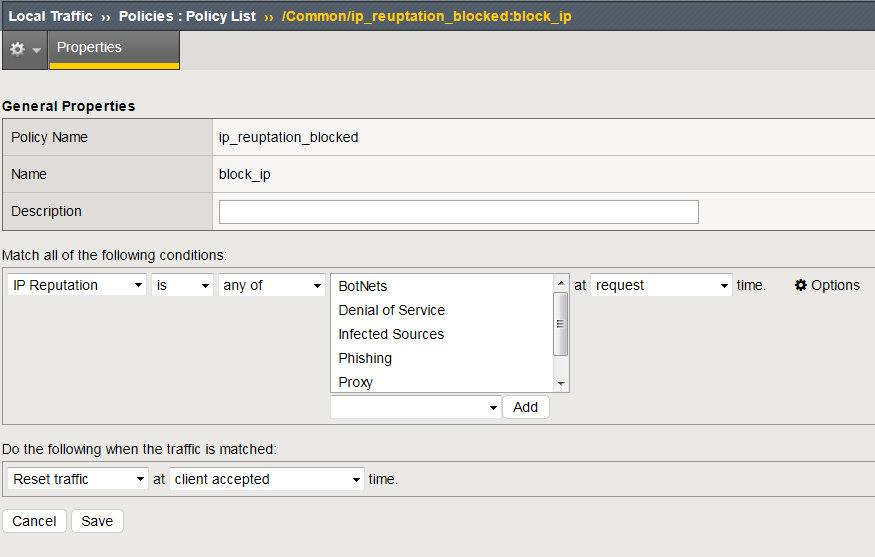 Local Traffic ›› Policies : Policy List ›› /Common/ip_reuptation_blocked:block_ip
Properties
General Properties
Policy Name ip_reuptation_blocked
Name block_ip
Description
Match all of the following conditions:
IP Reputation is any of BotNets at request time. Options
Denial of Service
Infected Sources
Phishing
Proxy
Add
Do the following when the traffic is matched:
Reset traffic at client accepted time.
Cancel Save